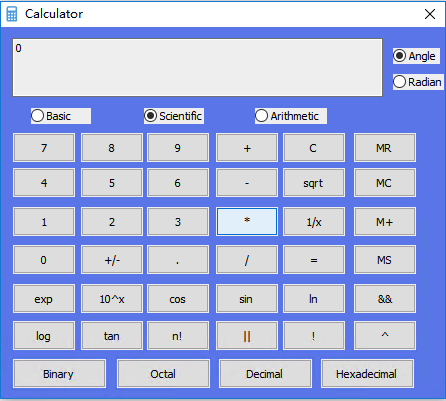 Calculator
0
Angle
Radian
Basic Scientific Arithmetic
7 8 9 + C MR
4 5 6 - sqrt MC
1 2 3 * 1/x M+
0 +/- . / = MS
exp 10^x cos sin ln &&
log tan n! || ! ^
Binary Octal Decimal Hexadecimal